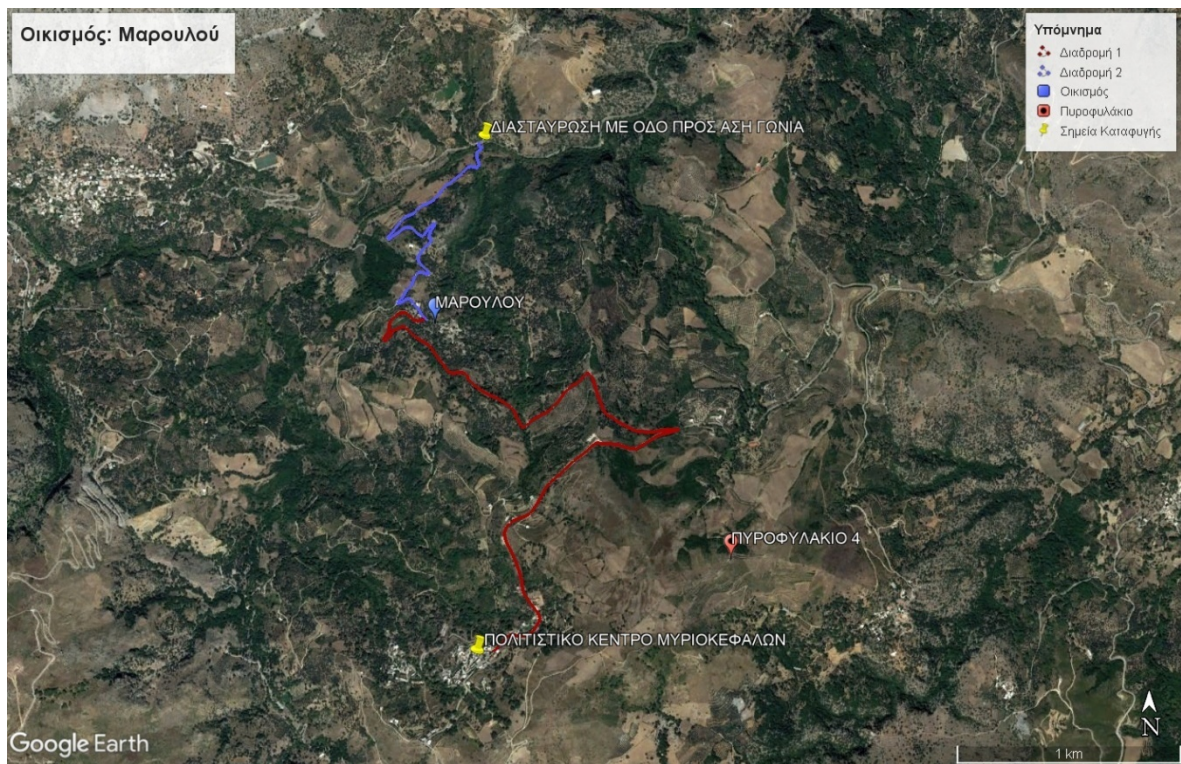 Οικισμός: Μαρουλού
Υπόμνημα
Διαδρομή 1
Διαδρομή 2
Οικισμός
Πυροφυλάκιο
Σημεία Καταφυγής
ΔΙΑΣΤΑΥΡΩΣΗ ΜΕ ΟΔΟ ΠΡΟΣ ΑΣΗ ΓΩΝΙΑ
ΜΑΡΟΥΛΟΥ
ΠΥΡΟΦΥΛΑΚΙΟ 4
ΠΟΛΙΤΙΣΤΙΚΟ ΚΕΝΤΡΟ ΜΥΡΙΟΚΕΦΑΛΩΝ
N
Google Earth
1 km